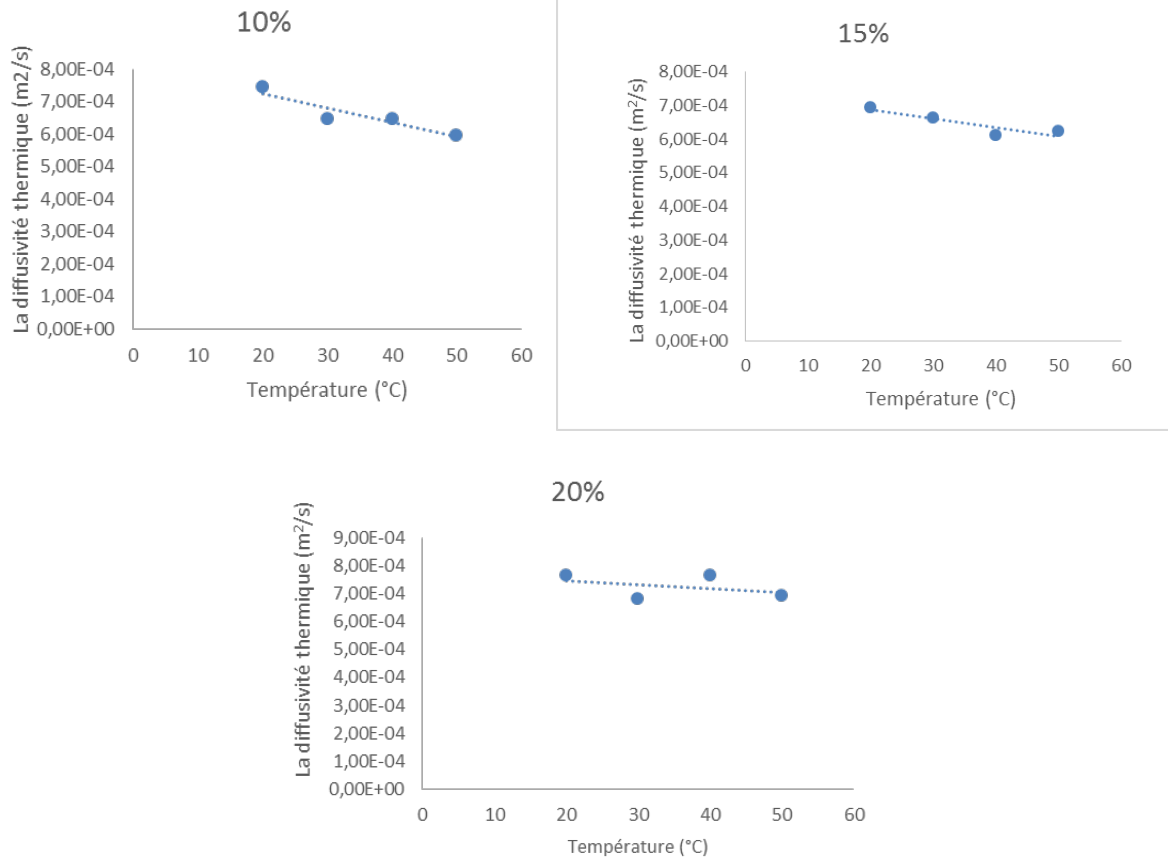 10%
La diffusivité thermique (m2/s)
8,00E-04
7,00E-04
6,00E-04
5,00E-04
4,00E-04
3,00E-04
2,00E-04
1,00E-04
0,00E+00
0 10 20 30 40 50 60
Température (°C)
15%
La diffusivité thermique (m²/s)
8,00E-04
7,00E-04
6,00E-04
5,00E-04
4,00E-04
3,00E-04
2,00E-04
1,00E-04
0,00E+00
0 10 20 30 40 50 60
Température (°C)
20%
La diffusivité thermique (m²/s)
9,00E-04
8,00E-04
7,00E-04
6,00E-04
5,00E-04
4,00E-04
3,00E-04
2,00E-04
1,00E-04
0,00E+00
0 10 20 30 40 50 60
Température (°C)